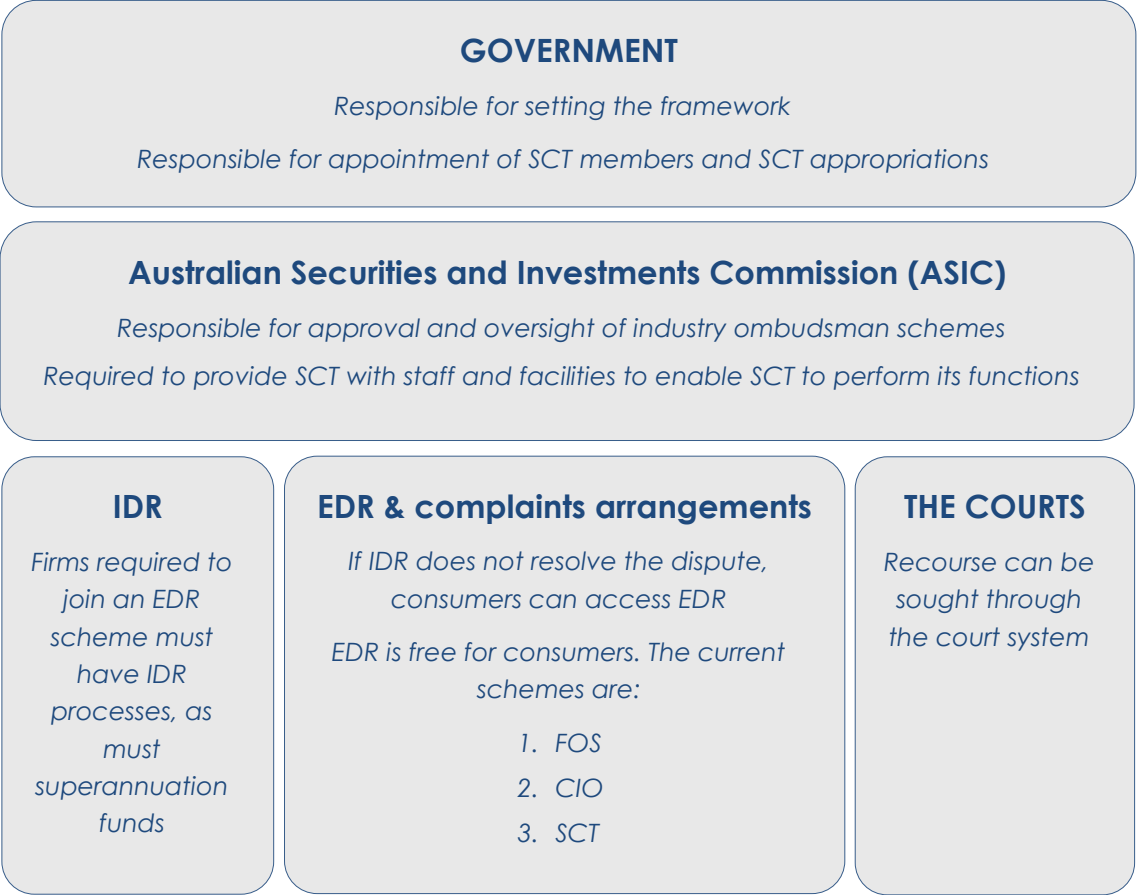 GOVERNMENT
Responsible for setting the framework
Responsible for appointment of SCT members and SCT appropriations
Australian Securities and Investments Commission (ASIC)
Responsible for approval and oversight of industry ombudsman schemes
Required to provide SCT with staff and facilities to enable SCT to perform its functions
IDR
Firms required to
join an EDR
scheme must
have IDR
processes, as
must
superannuation
funds
EDR & complaints arrangements
If IDR does not resolve the dispute,
consumers can access EDR
EDR is free for consumers. The current
schemes are:
1. FOS
2. CIO
3. SCT
THE COURTS
Recourse can be
sought through
the court system